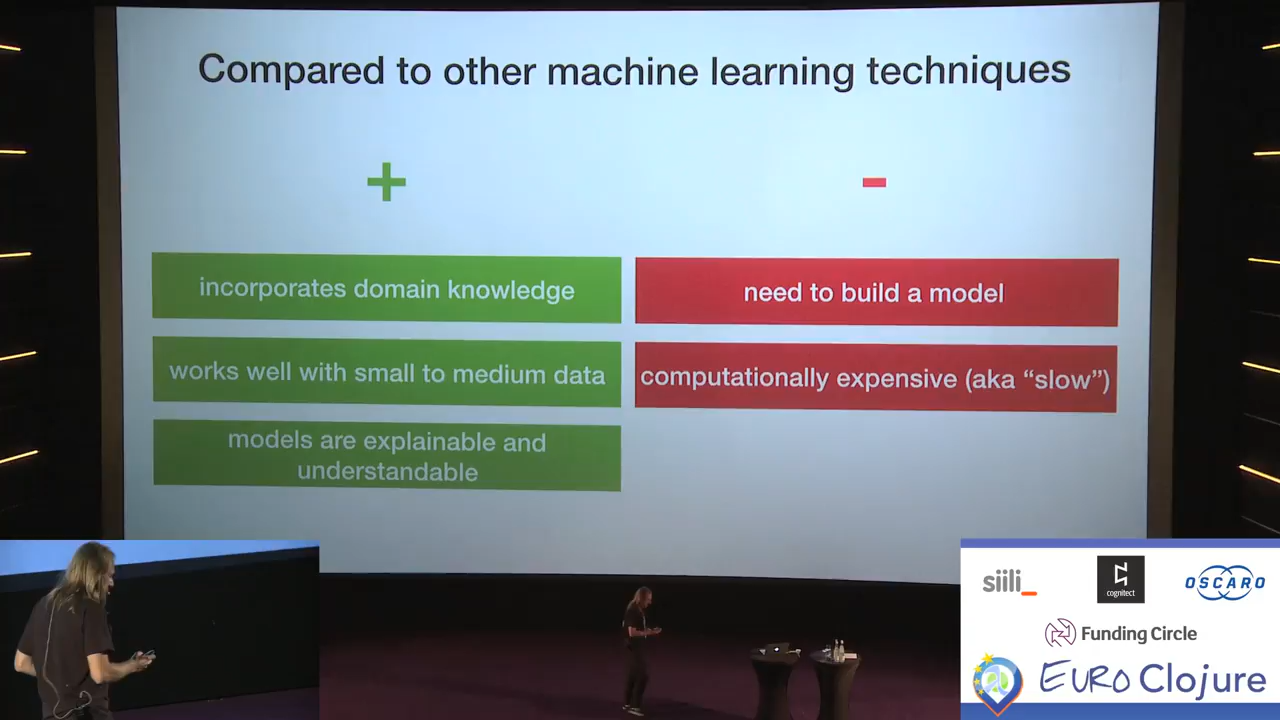 Compared to other machine learning techniques
+
-
incorporates domain knowledge
need to build a model
works well with small to medium data
computationally expensive (aka “slow”)
models are explainable and
understandable
siili_
cognitect
OSCARO
Funding Circle
EURO Clojure